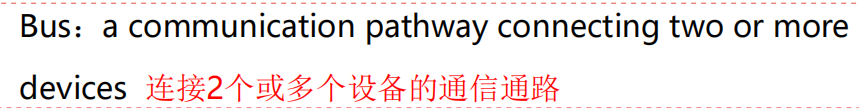 Bus：a communication pathway connecting two or more
devices 连接2个或多个设备的通信通路